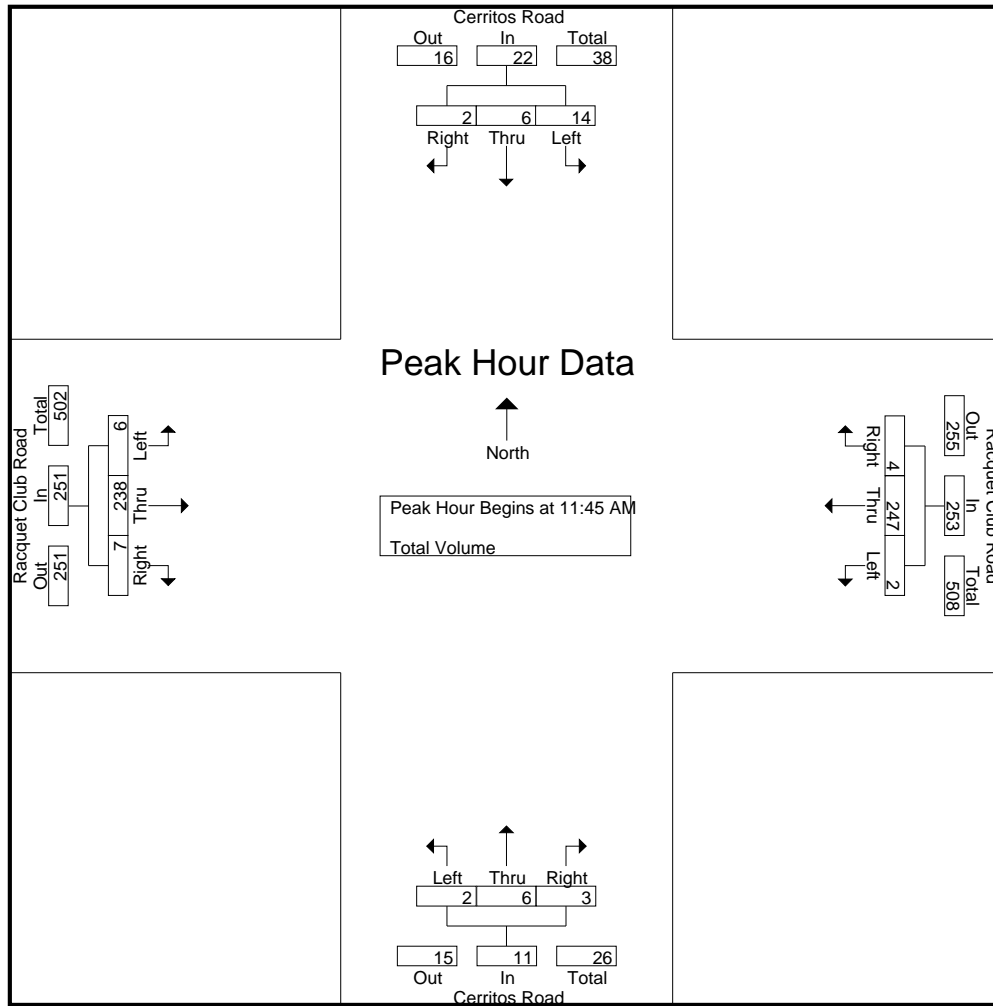 Cerritos Road
Out In Total
16 22 38
2 6 14
Right Thru Left
Peak Hour Data
North
Peak Hour Begins at 11:45 AM
Total Volume
Racquet Club Road
Out In Total
251 251 502
6 238 7
Left Thru Right
Racquet Club Road
Out In Total
255 253 508
Right Thru Left
4 247 2
Left Thru Right
2 6 3
15 11 26
Out In Total
Cerritos Road